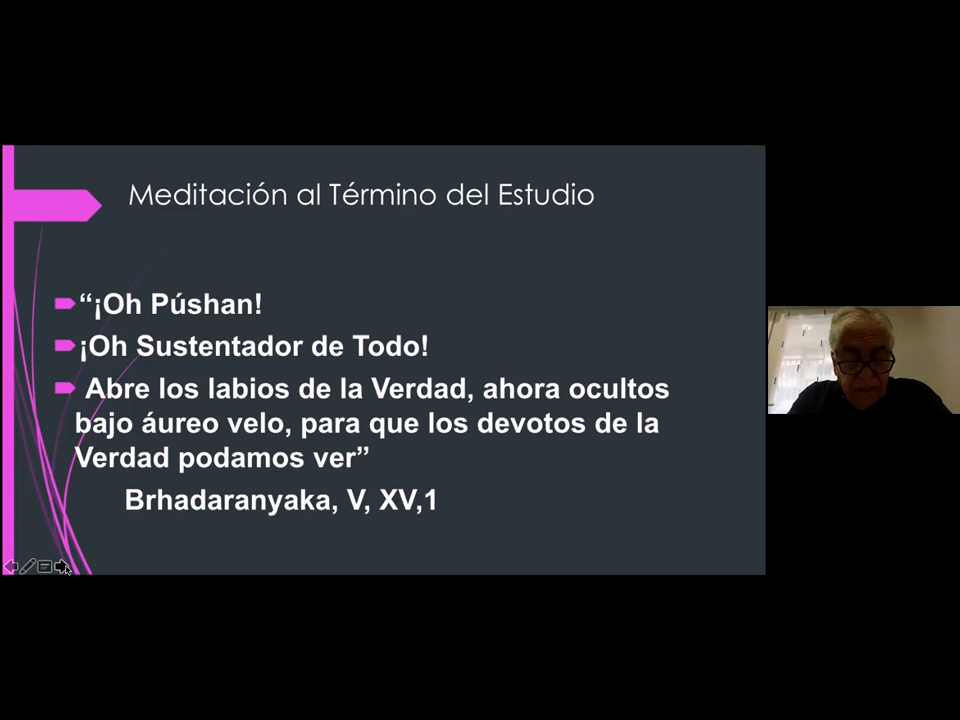 Meditación al Término del Estudio
“¡Oh Púshan!
¡Oh Sustentador de Todo!
Abre los labios de la Verdad, ahora ocultos
bajo áureo velo, para que los devotos de la
Verdad podamos ver”
Brhadaranyaka, V, XV,1